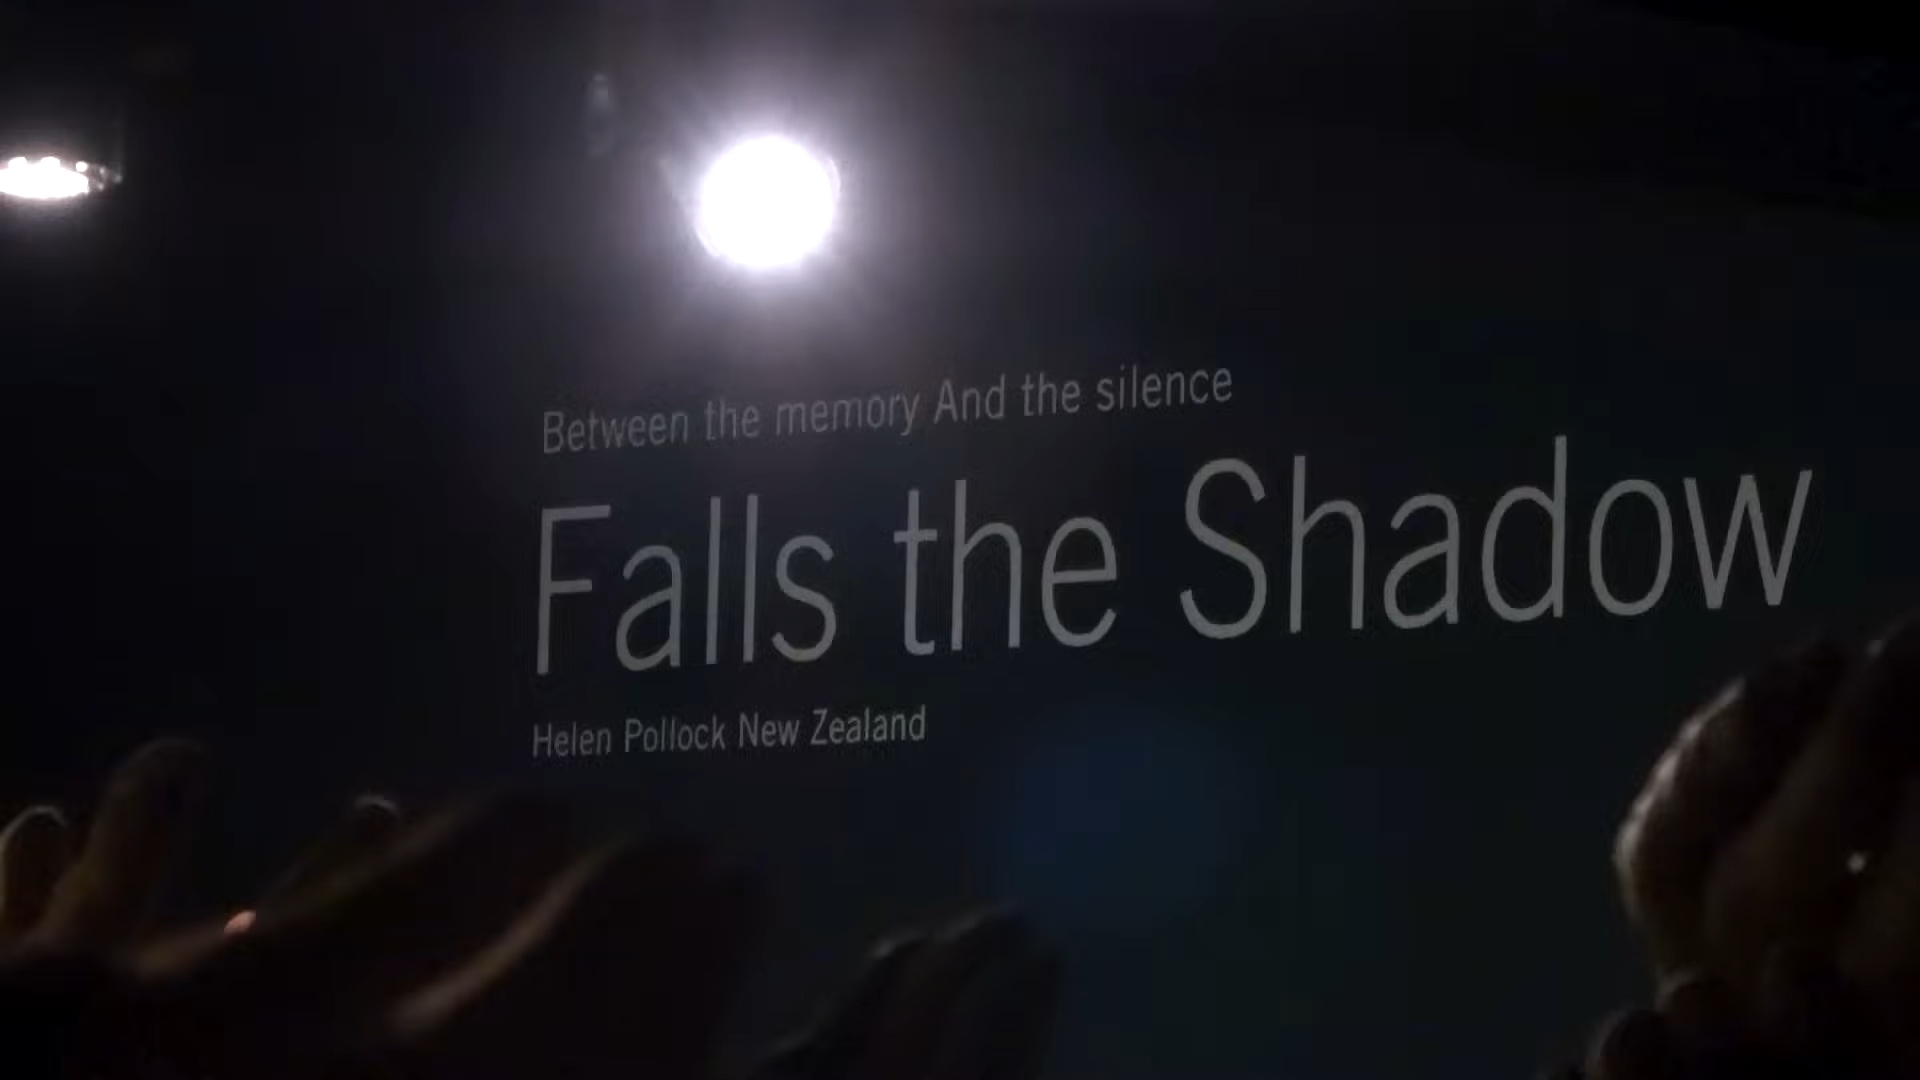 Between the memory And the silence
Falls the Shadow
Helen Pollock New Zealand